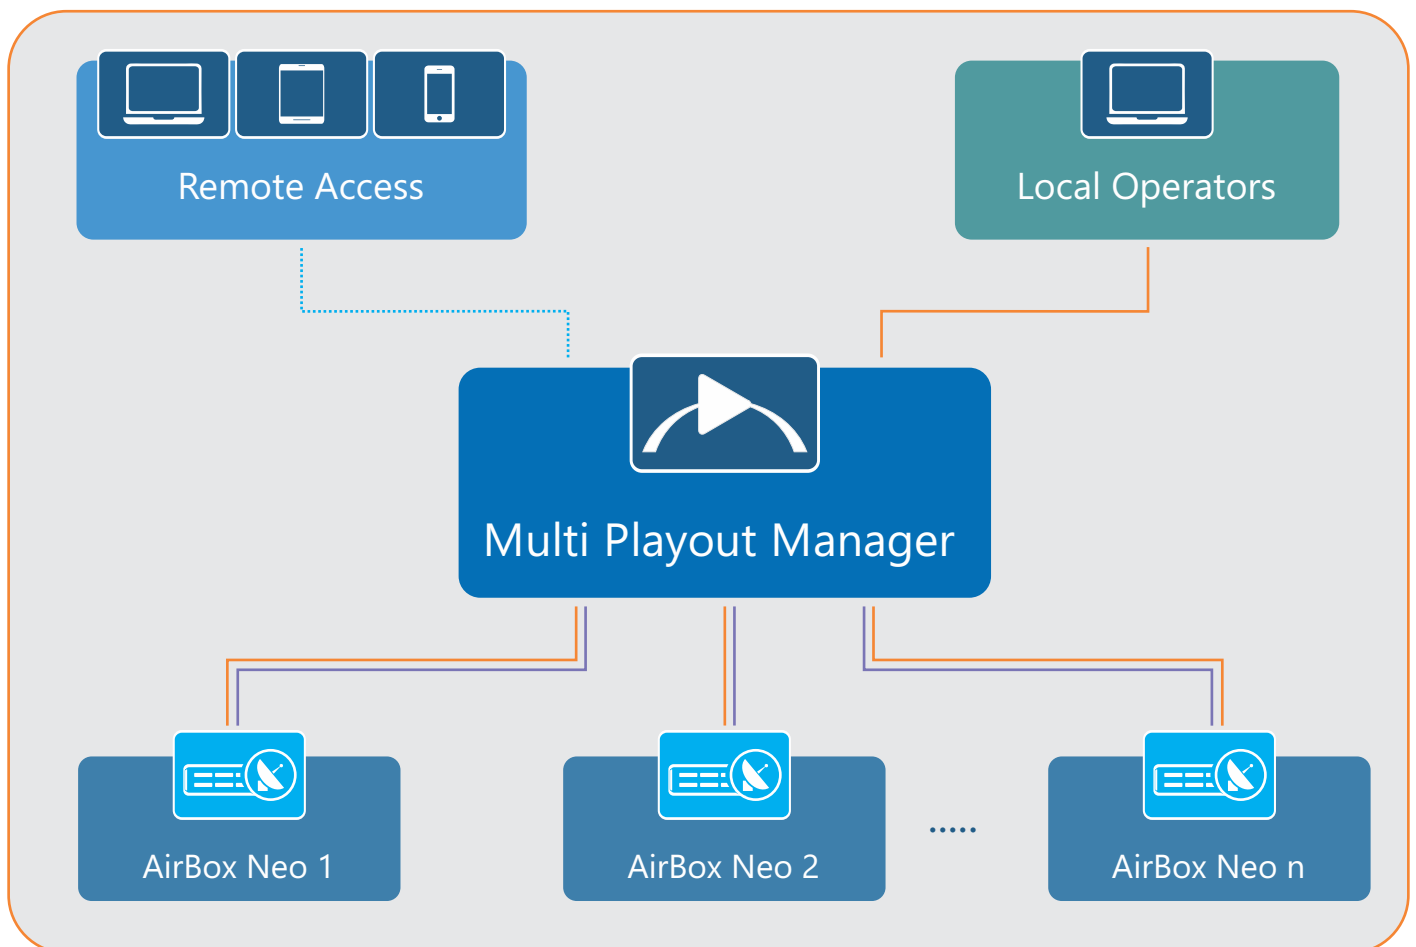 Remote Access
Local Operators
Multi Playout Manager
AirBox Neo 1
AirBox Neo 2
.....
AirBox Neo n